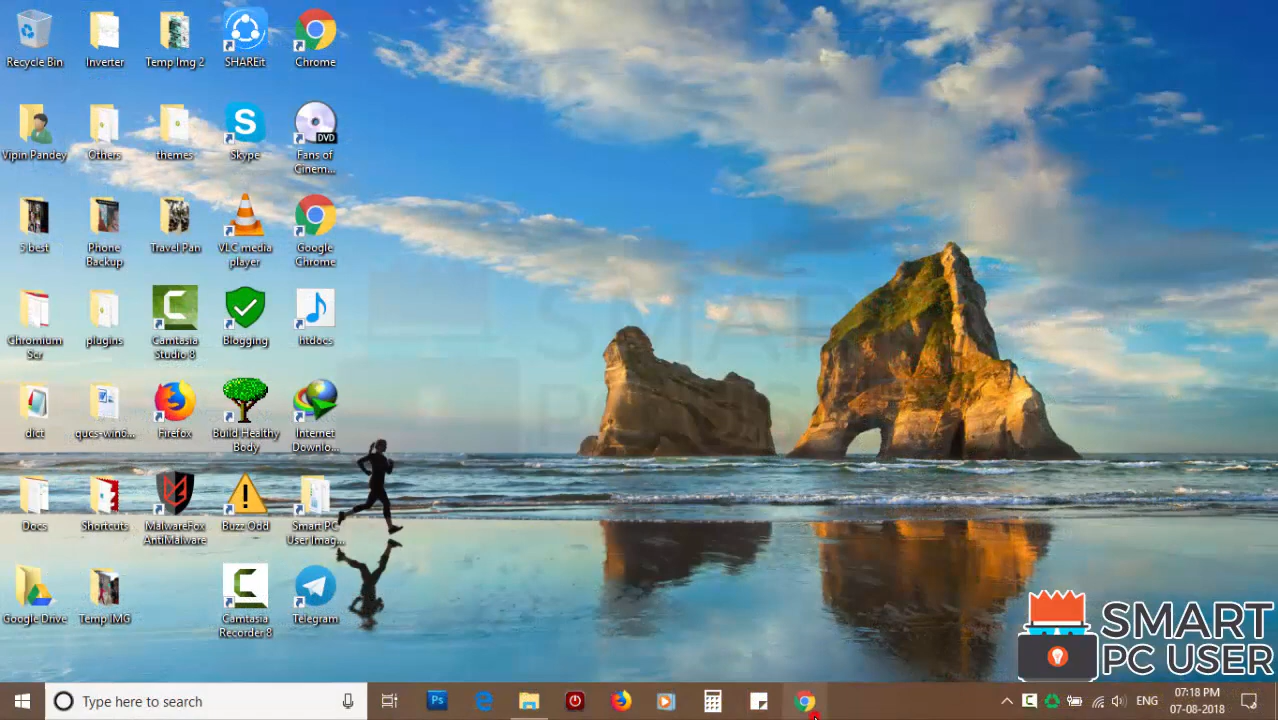 Recycle Bin
Inverter
Temp Img 2
SHAREit
Chrome
Vipin Pandey
Others
themes
S
Skype
DVD
Fans of
Cinem...
5 best
Phone
Backup
Travel Pan
VLC media
player
Google
Chrome
Chromium
Scr
plugins
Camtasia
Studio 8
Blogging
htdocs
dict
qucs-wino...
Firefox
Build Healthy
Body
Internet
Downlo...
Docs
Shortcuts
MalwareFox
AntiMalware
Buzz Odd
Smart PC
User Imag...
Google Drive
Temp IMG
Camtasia
Recorder 8
Telegram
SMART
PC USER
Type here to search
Ps
ENG
07:18 PM
07-08-2018